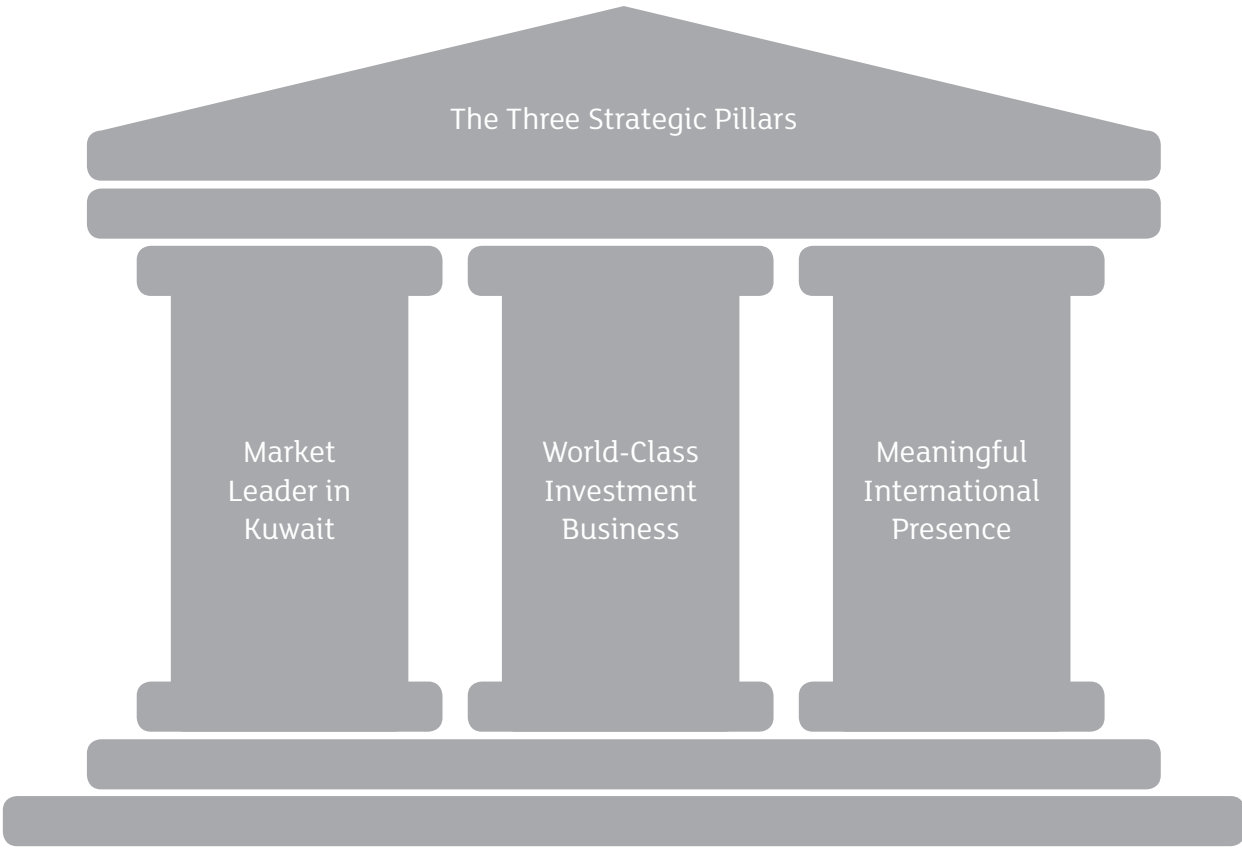 The Three Strategic Pillars
Market
Leader in
Kuwait
World-Class
Investment
Business
Meaningful
International
Presence